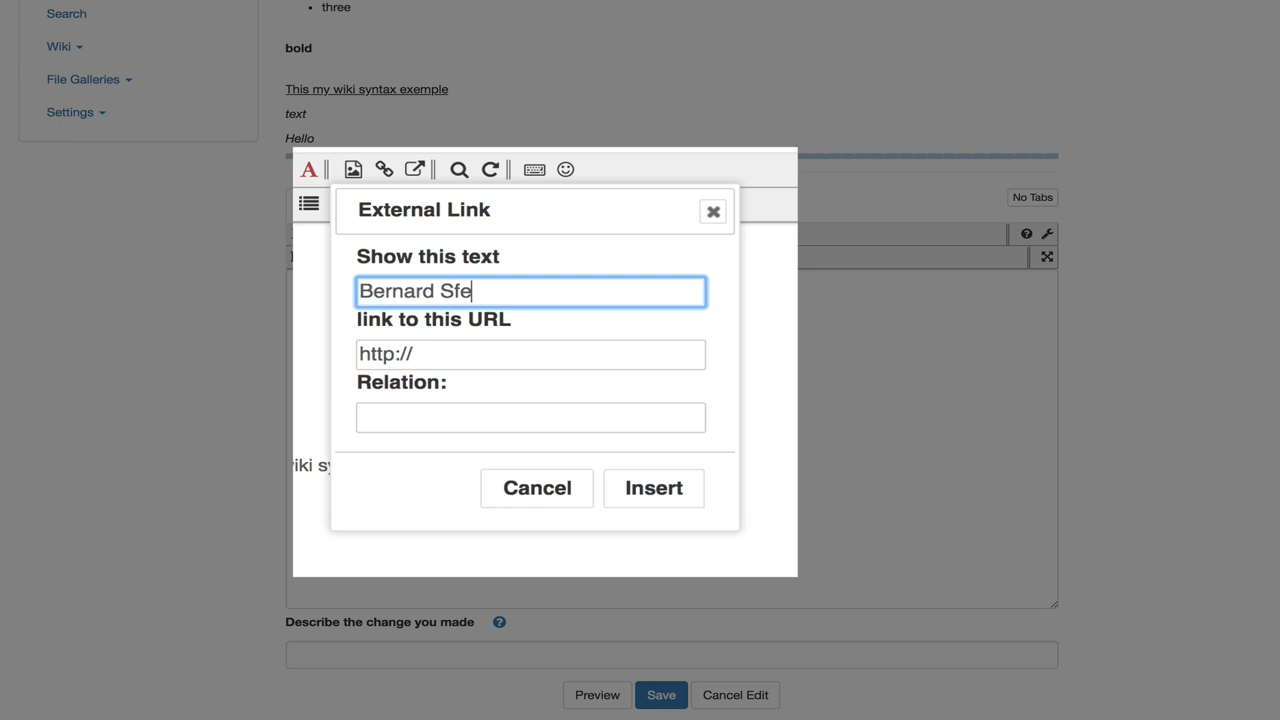 Search
three
Wiki
bold
File Galleries
This my wiki syntax exemple
Settings
text
Hello
A
No Tabs
External Link
Show this text
Bernard Sfe
link to this URL
http://
Relation:
Cancel Insert
Describe the change you made
Preview Save Cancel Edit